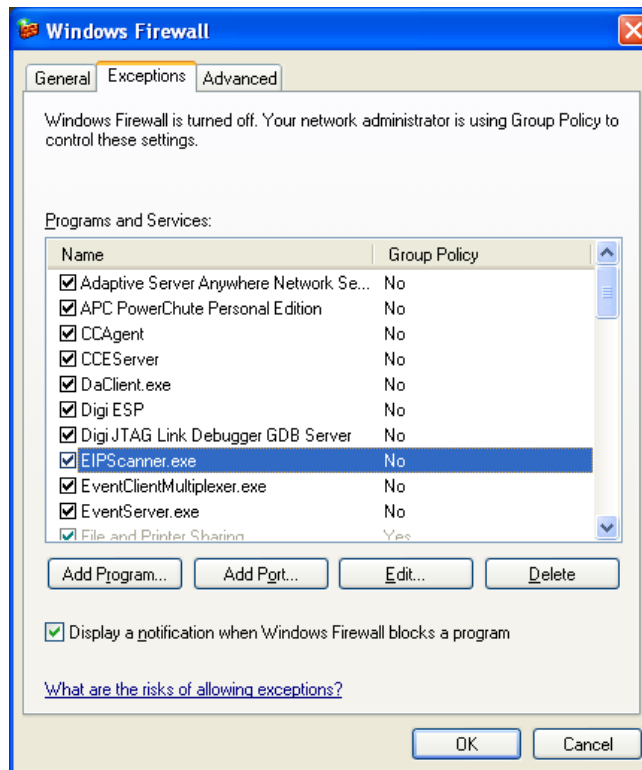 Windows Firewall
General Exceptions Advanced
Windows Firewall is turned off. Your network administrator is using Group Policy to
control these settings.
Programs and Services:
Name Group Policy
Adaptive Server Anywhere Network Se... No
APC PowerChute Personal Edition No
CCAgent No
CCEServer No
DaClient.exe No
Digi ESP No
Digi JTAG Link Debugger GDB Server No
EIPScanner.exe No
EventClientMultiplexer.exe No
EventServer.exe No
File and Printer Sharing Yes
Add Program... Add Port... Edit... Delete
Display a notification when Windows Firewall blocks a program
What are the risks of allowing exceptions?
OK Cancel